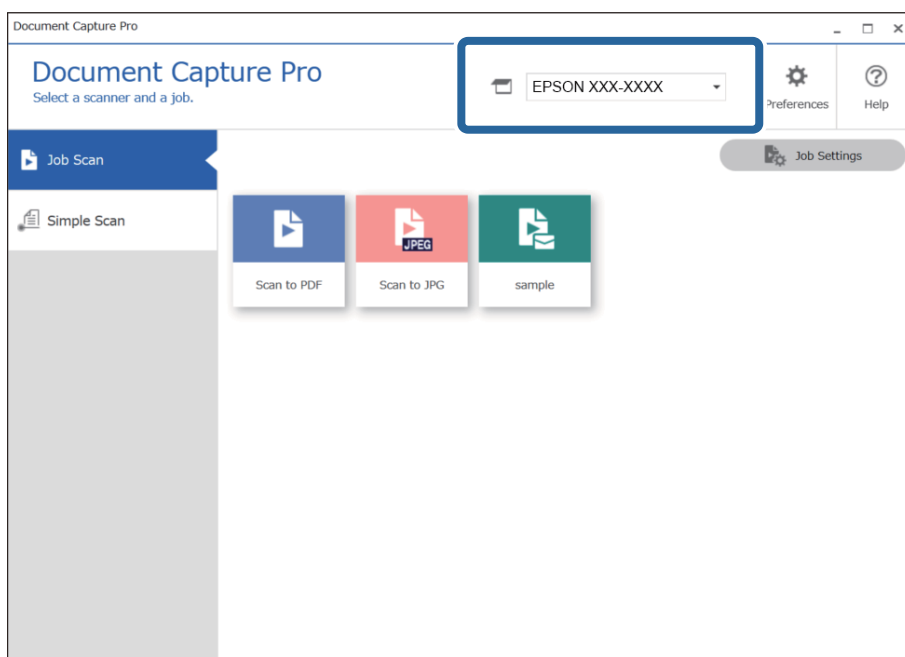 Document Capture Pro
Document Capture Pro
Select a scanner and a job.
EPSON XXX-XXXX
Preferences
Help
Job Scan
Job Settings
Simple Scan
JPEG
Scan to PDF
Scan to JPG
sample